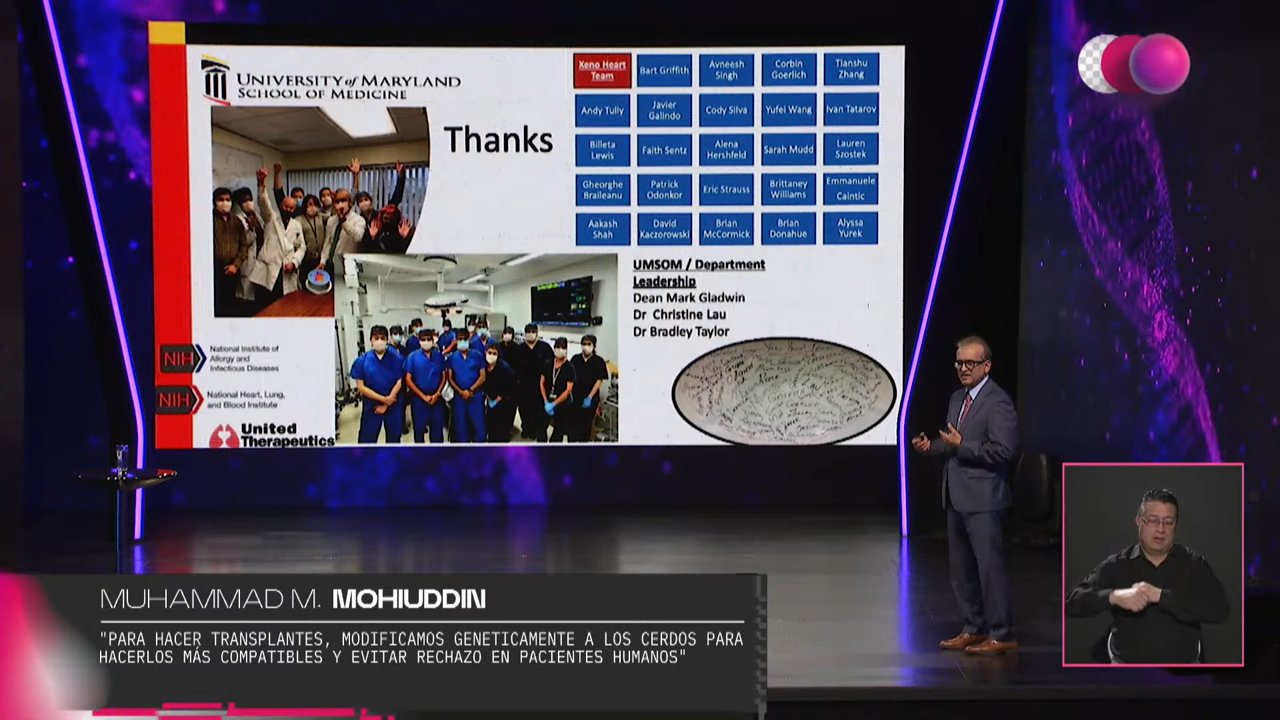 UNIVERSITY of MARYLAND
SCHOOL OF MEDICINE
Thanks
Xeno Heart
Team
Bart Griffith
Avneesh
Singh
Corbin
Goerlich
Tianshu
Zhang
Andy Tully
Javier
Galindo
Cody Silva
Yufei Wang
Ivan Tatarov
Billeta
Lewis
Faith Sentz
Alena
Hershfeld
Sarah Mudd
Lauren
Szostek
Gheorghe
Braileanu
Patrick
Odonkor
Eric Strauss
Brittaney
Williams
Emmanuele
Caintic
Aakash
Shah
David
Kaczorowski
Brian
McCormick
Brian
Donahue
Alyssa
Yurek
UMSOM / Department
Leadership
Dean Mark Gladwin
Dr Christine Lau
Dr Bradley Taylor
NIH
National Institute of
Allergy and
Infectious Diseases
NIH
National Heart, Lung,
and Blood Institute
United
Therapeutics
MUHAMMAD M. MOHIUDDIN
"PARA HACER TRANSPLANTES, MODIFICAMOS GENETICAMENTE A LOS CERDOS PARA
HACERLOS MÁS COMPATIBLES Y EVITAR RECHAZO EN PACIENTES HUMANOS"